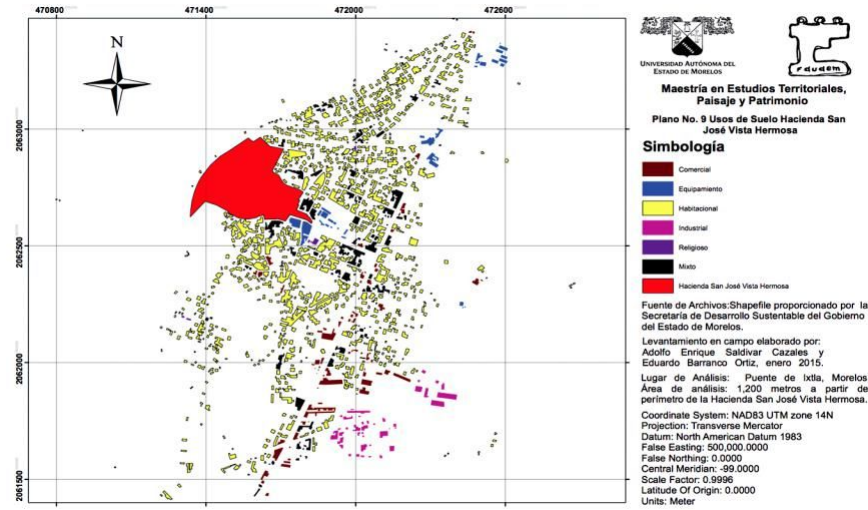 470800
471400
472000
472600
N
2063000
2062500
2062000
2061500
UNIVERSIDAD AUTÓNOMA DEL
ESTADO DE MORELOS
Maestría en Estudios Territoriales,
Paisaje y Patrimonio
Plano No. 9 Usos de Suelo Hacienda San
José Vista Hermosa
Simbología
Comercial
Equipamiento
Habitacional
Industrial
Religioso
Mixto
Hacienda San José Vista Hermosa
Fuente de Archivos:Shapefile proporcionado por la
Secretaría de Desarrollo Sustentable del Gobierno
del Estado de Morelos.
Levantamiento en campo elaborado por:
Adolfo Enrique Saldivar Cazales y
Eduardo Barranco Ortiz, enero 2015.
Lugar de Análisis: Puente de Ixtla, Morelos
Área de análisis: 1,200 metros a partir de
perímetro de la Hacienda San José Vista Hermosa.
Coordinate System: NAD83 UTM zone 14N
Projection: Transverse Mercator
Datum: North American Datum 1983
False Easting: 500,000.0000
False Northing: 0.0000
Central Meridian: -99.0000
Scale Factor: 0.9996
Latitude Of Origin: 0.0000
Units: Meter